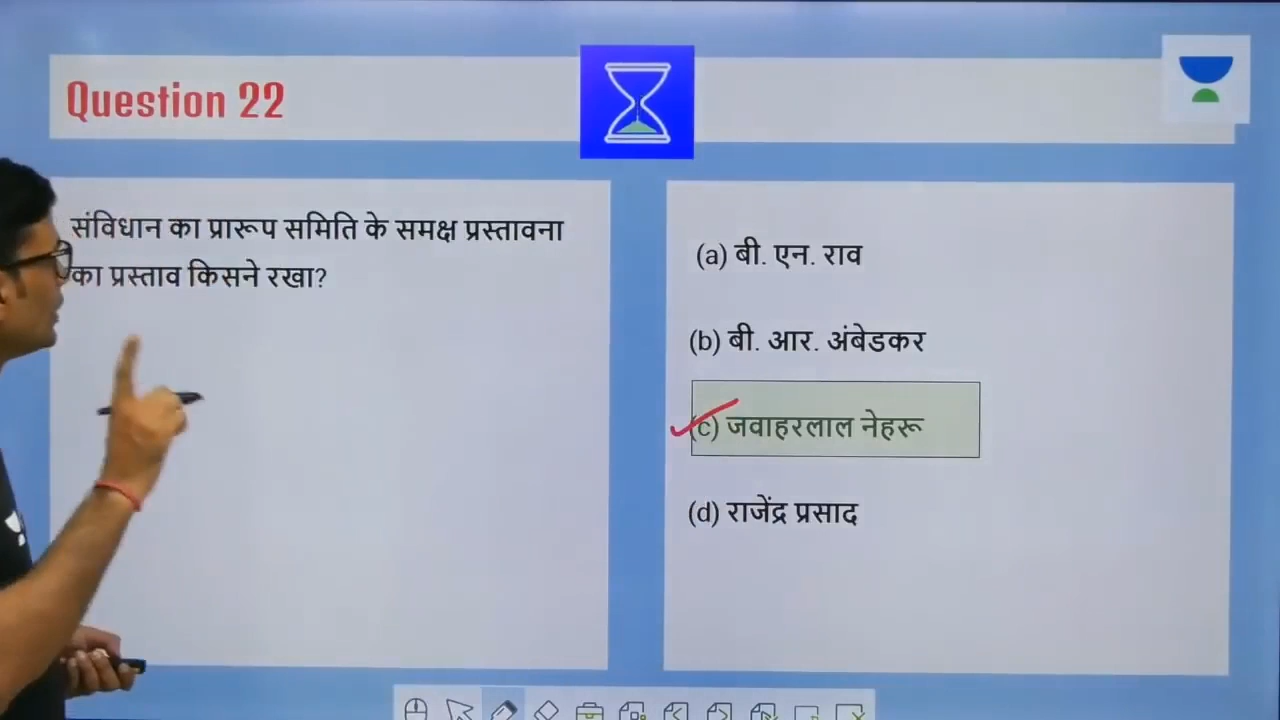 Question 22
संविधान का प्रारूप समिति के समक्ष प्रस्तावना
का प्रस्ताव किसने रखा?
(a) बी. एन. राव
(b) बी. आर. अंबेडकर
(c) जवाहरलाल नेहरू
(d) राजेंद्र प्रसाद